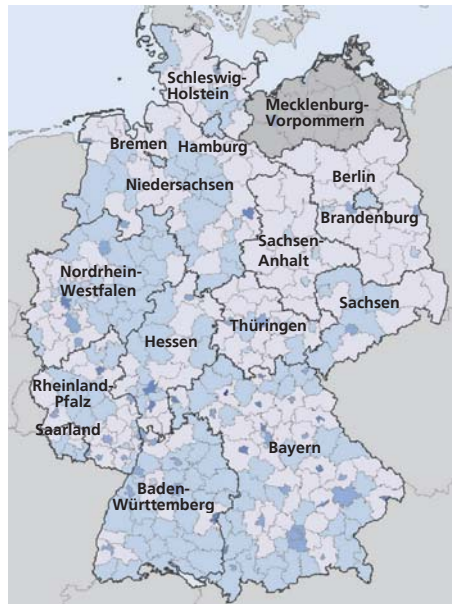 Schleswig-
Holstein
Mecklenburg-
Vorpommern
Bremen
Hamburg
Niedersachsen
Berlin
Brandenburg
Sachsen-
Anhalt
Nordrhein-
Westfalen
Sachsen
Thüringen
Hessen
Rheinland-
Pfalz
Saarland
Bayern
Baden-
Württemberg